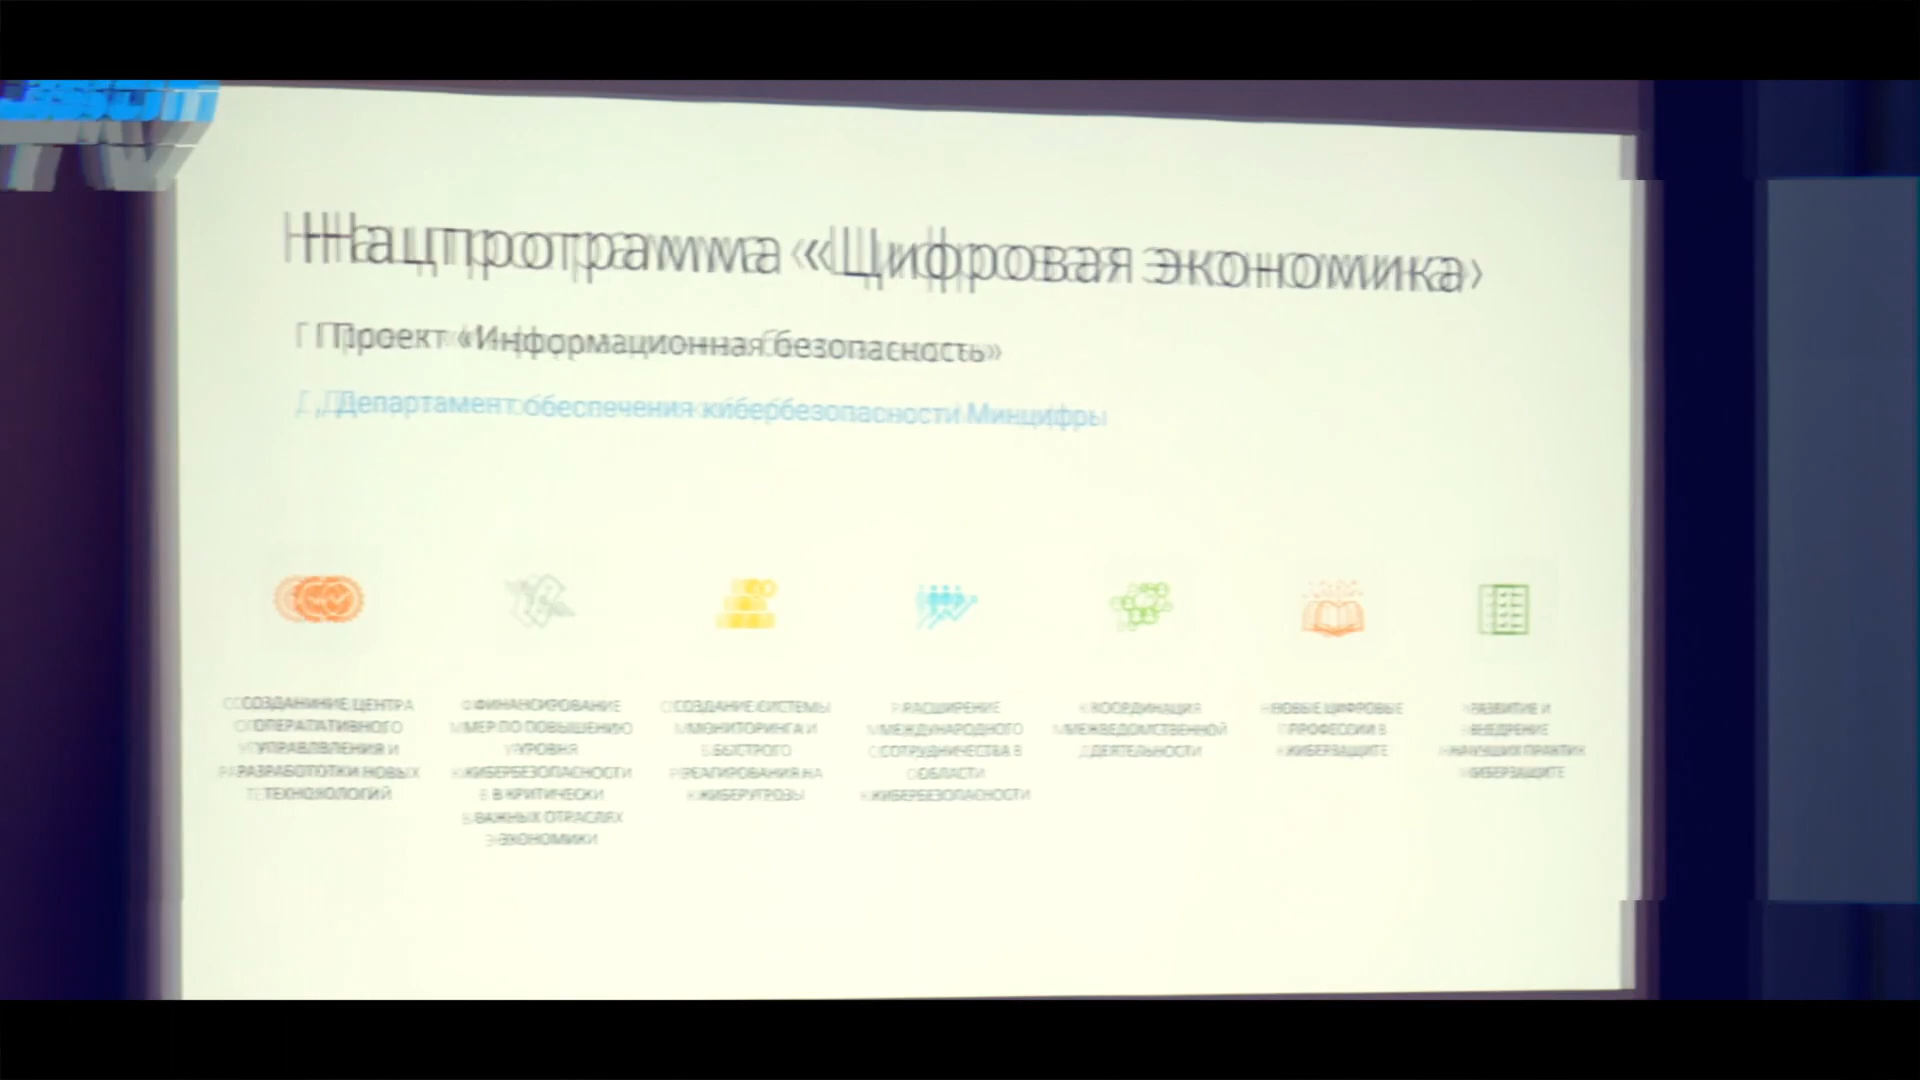 Нацпрограмма «Цифровая экономика»
Проект «Информационная безопасность»
Департамент обеспечения кибербезопасности Минцифры
СОЗДАНИЕ ЦЕНТРА
ОПЕРАТИВНОГО
УПРАВЛЕНИЯ И
РАЗРАБОТКИ НОВЫХ
ТЕХНОЛОГИЙ
ФИНАНСИРОВАНИЕ
МЕР ПО ПОВЫШЕНИЮ
УРОВНЯ
КИБЕРБЕЗОПАСНОСТИ
В КРИТИЧЕСКИ
ВАЖНЫХ ОТРАСЛЯХ
ЭКОНОМИКИ
СОЗДАНИЕ СИСТЕМЫ
МОНИТОРИНГА И
БЫСТРОГО
РЕАГИРОВАНИЯ НА
КИБЕРУГРОЗЫ
РАСШИРЕНИЕ
МЕЖДУНАРОДНОГО
СОТРУДНИЧЕСТВА В
ОБЛАСТИ
КИБЕРБЕЗОПАСНОСТИ
КООРДИНАЦИЯ
МЕЖВЕДОМСТВЕННОЙ
ДЕЯТЕЛЬНОСТИ
НОВЫЕ ЦИФРОВЫЕ
ПРОФЕССИИ В
КИБЕРЗАЩИТЕ
РАЗВИТИЕ И
ВНЕДРЕНИЕ
НАИЛУЧШИХ ПРАКТИК
КИБЕРЗАЩИТЕ